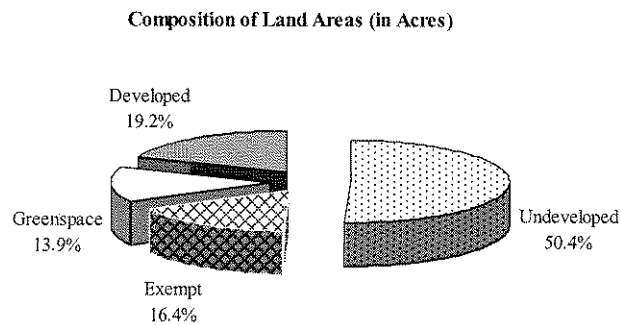 Composition of Land Areas (in Acres)
Developed
19.2%
Greenspace
13.9%
Undeveloped
50.4%
Exempt
16.4%